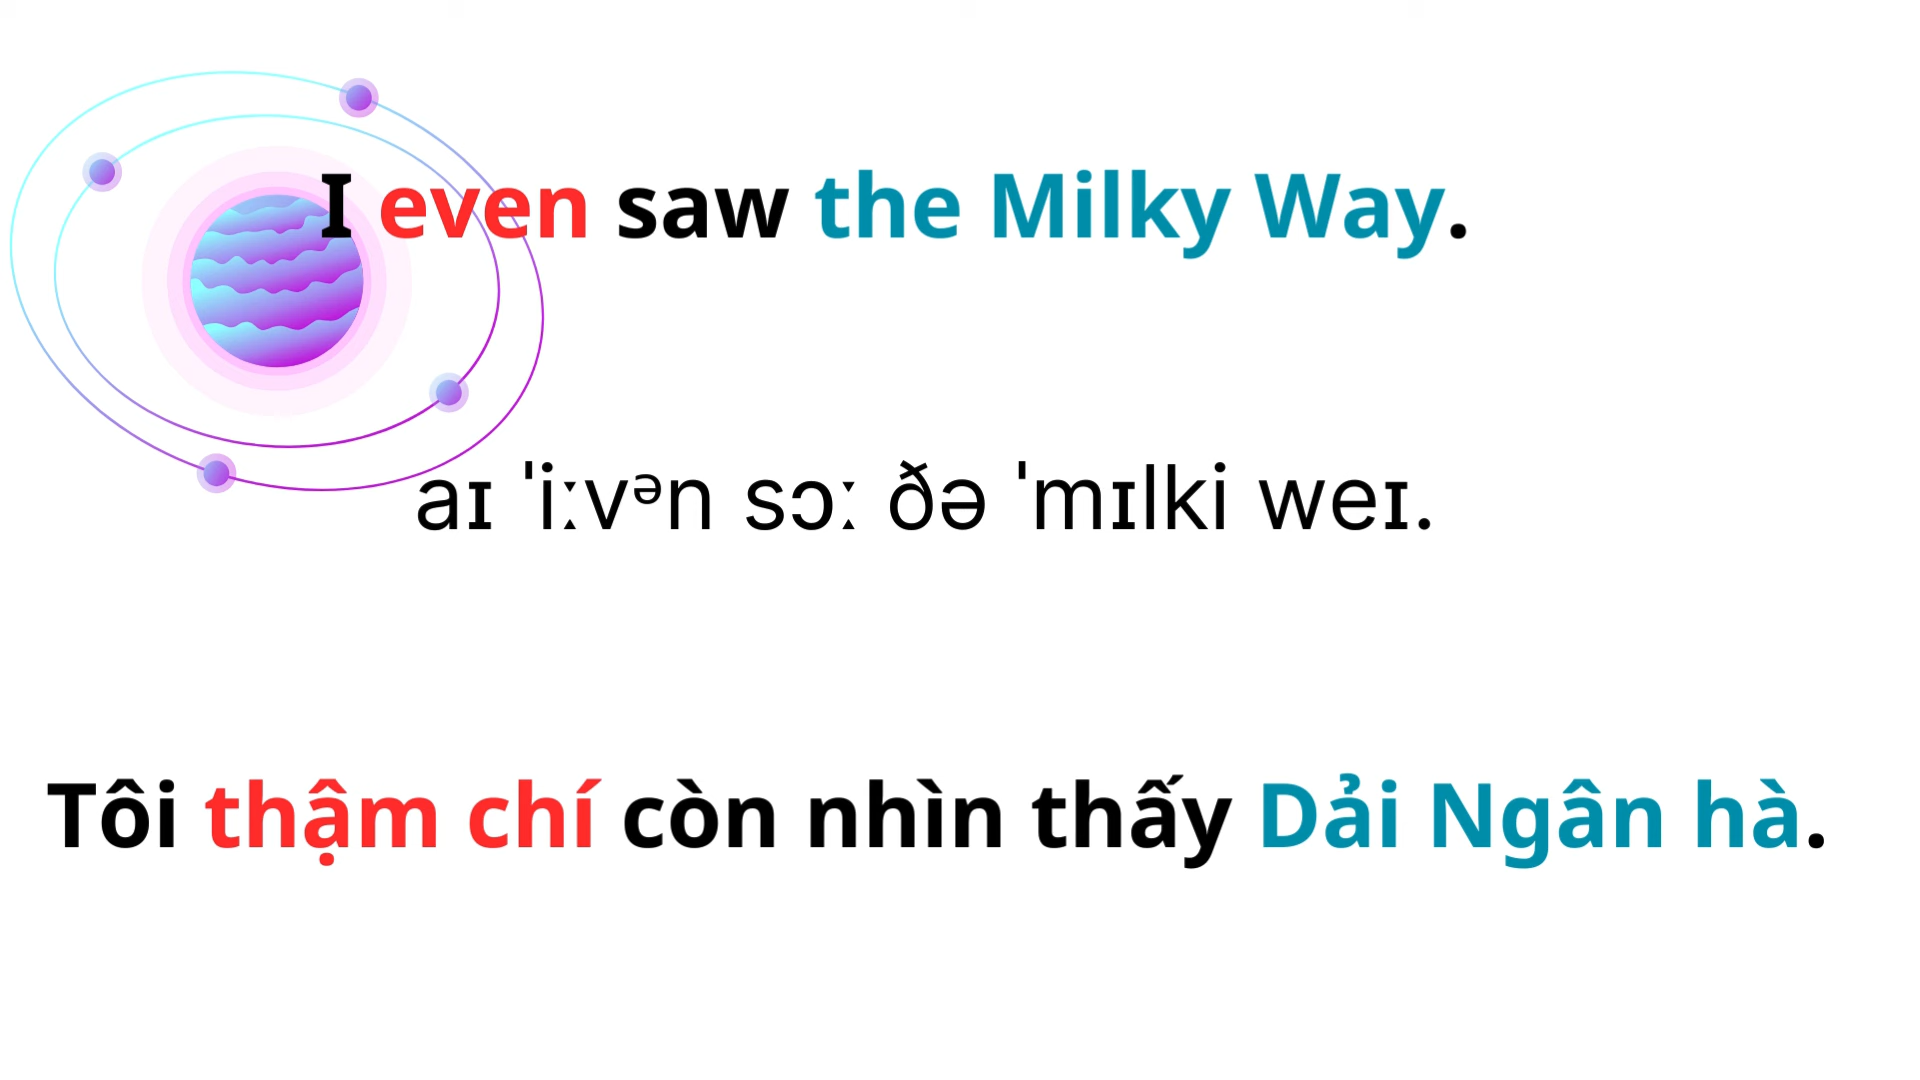 I even saw the Milky Way.
aɪ ˈiːvᵊn sɔː ðə ˈmɪlki weɪ.
Tôi thậm chí còn nhìn thấy Dải Ngân hà.